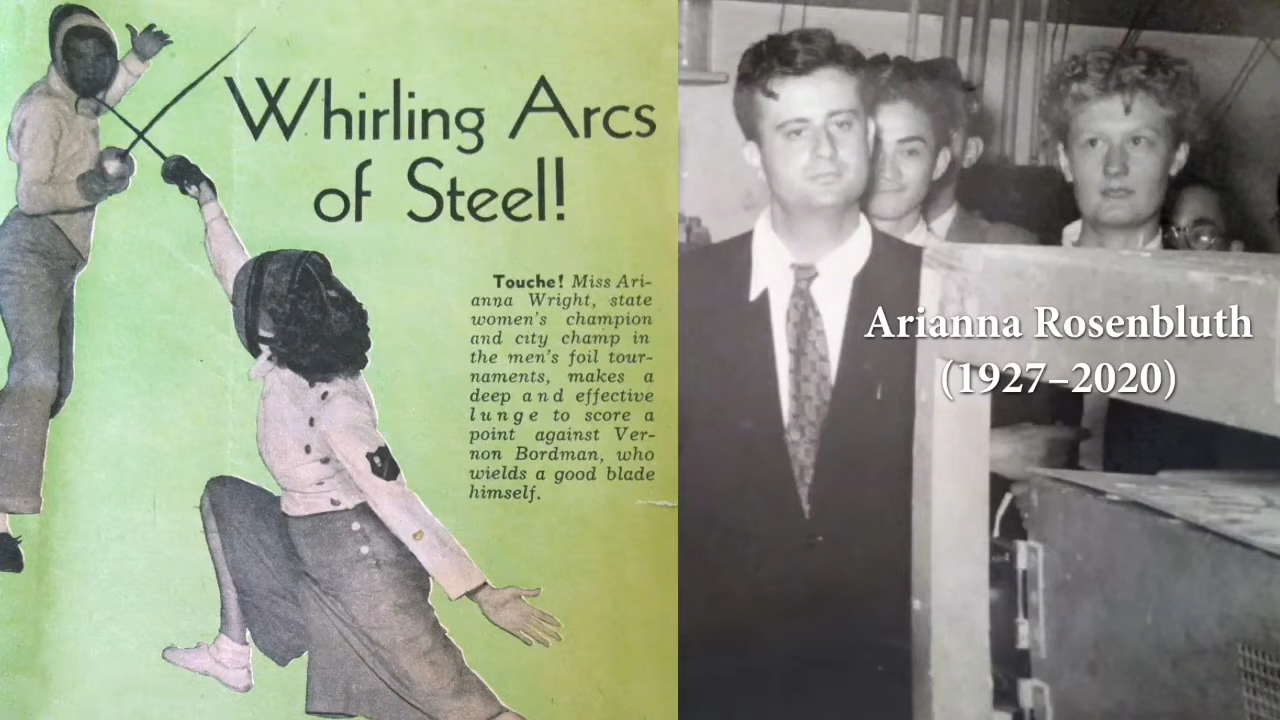 Whirling Arcs
of Steel!
Touche! Miss Ari-
anna Wright, state
women's champion
and city champ in
the men's foil tour-
naments, makes a
deep and effective
lunge to score a
point against Ver-
non Bordman, who
wields a good blade
himself.
Arianna Rosenbluth
(1927–2020)